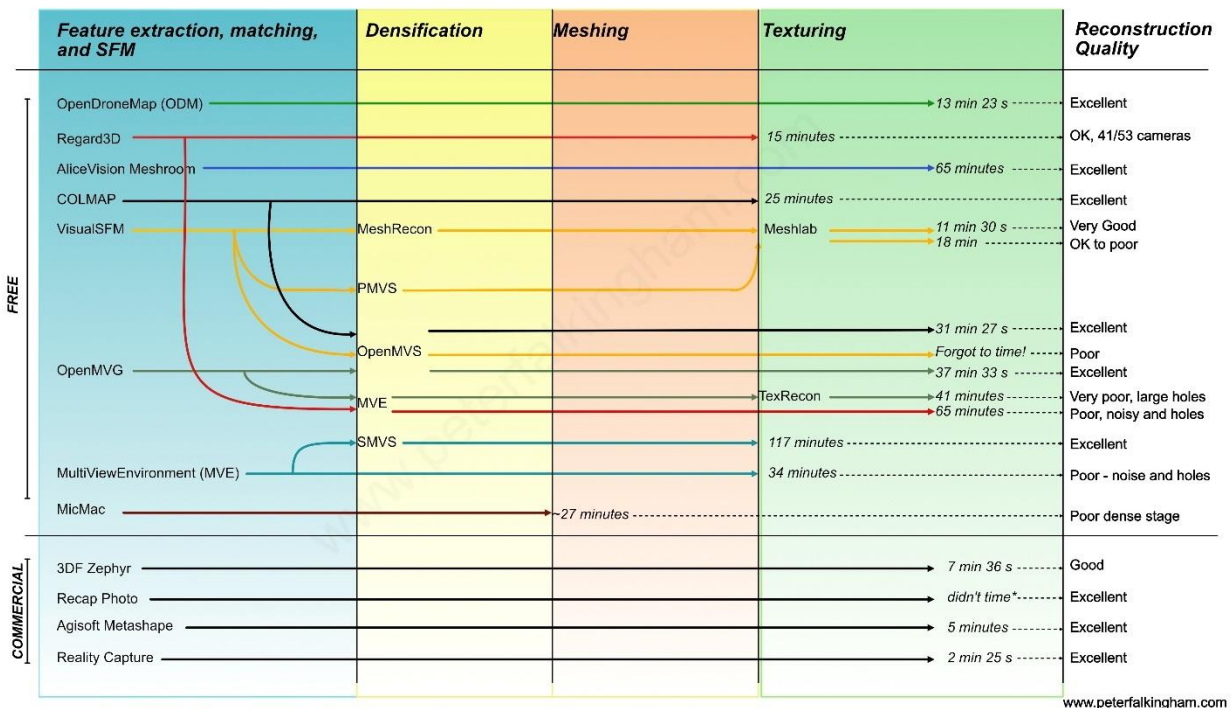 Feature extraction, matching,
and SFM
Densification
Meshing
Texturing
Reconstruction
Quality
FREE
OpenDroneMap (ODM)
13 min 23 s
Excellent
Regard3D
15 minutes
OK, 41/53 cameras
AliceVision Meshroom
65 minutes
Excellent
COLMAP
25 minutes
Excellent
VisualSFM
MeshRecon
Meshlab
11 min 30 s
Very Good
18 min
OK to poor
PMVS
31 min 27 s
Excellent
OpenMVS
Forgot to time!
Poor
OpenMVG
37 min 33 s
Excellent
MVE
TexRecon
41 minutes
Very poor, large holes
65 minutes
Poor, noisy and holes
SMVS
117 minutes
Excellent
MultiViewEnvironment (MVE)
34 minutes
Poor - noise and holes
MicMac
~27 minutes
Poor dense stage
COMMERCIAL
3DF Zephyr
7 min 36 s
Good
Recap Photo
didn't time*
Excellent
Agisoft Metashape
5 minutes
Excellent
Reality Capture
2 min 25 s
Excellent
www.peterfalkingham.com
www.peterfalkingham.com